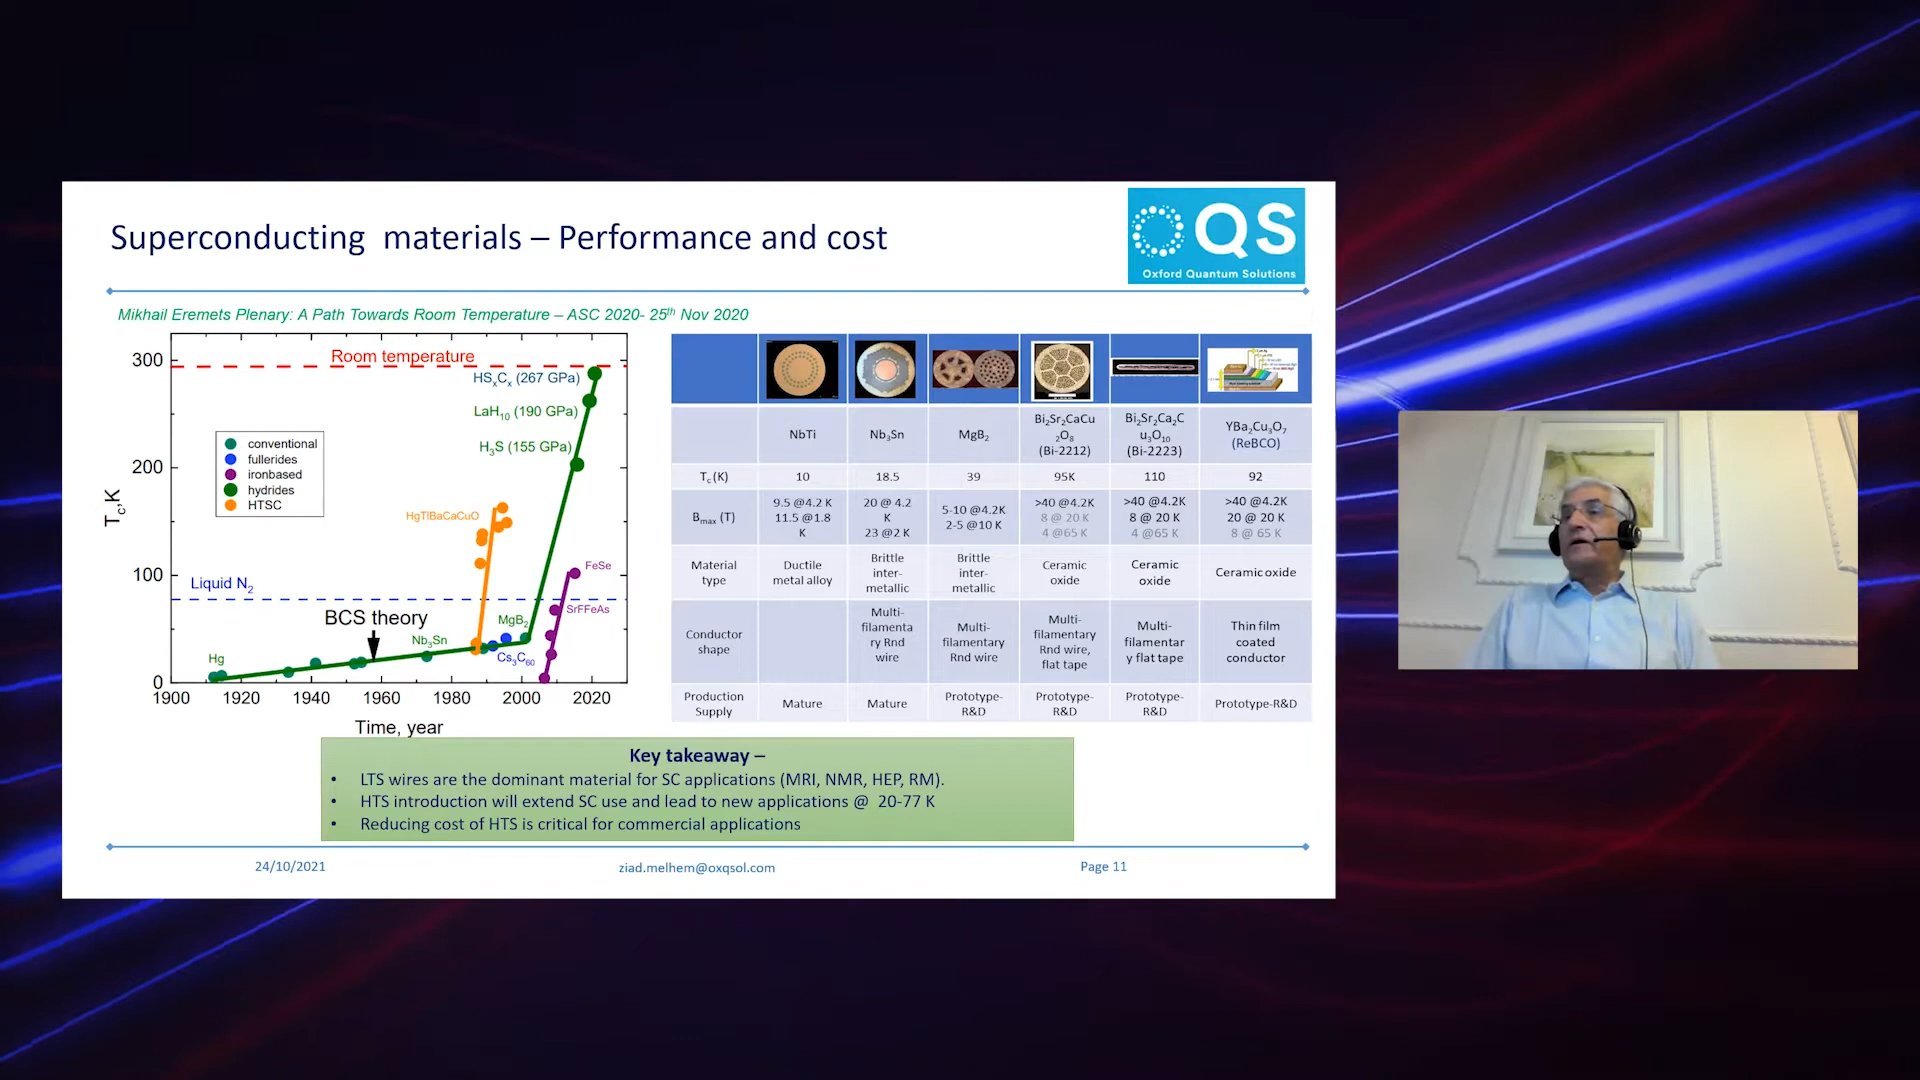 Superconducting materials – Performance and cost
QS
Oxford Quantum Solutions
Mikhail Eremets Plenary: A Path Towards Room Temperature – ASC 2020- 25th Nov 2020
300
200
100
0
Tc,K
Room temperature
HSxCx (267 GPa)
LaH10 (190 GPa)
H3S (155 GPa)
conventional
fullerides
ironbased
hydrides
HTSC
HgTlBaCaCuO
FeSe
Liquid N2
SrFFeAs
BCS theory
MgB2
Nb3Sn
Cs3C60
Hg
1900 1920 1940 1960 1980 2000 2020
Time, year
NbTi
Nb3Sn
MgB2
Bi2Sr2CaCu
2O8
(Bi-2212)
Bi2Sr2Ca2C
u3O10
(Bi-2223)
YBa2Cu3O7
(ReBCO)
Tc(K) 10 18.5 39 95K 110 92
Bmax (T)
9.5 @4.2 K
11.5 @1.8
K
20 @ 4.2
K
23 @2 K
5-10 @4.2K
2-5 @10 K
>40 @4.2K
8 @ 20 K
4 @65 K
>40 @4.2K
8 @ 20 K
4 @65K
>40 @4.2K
20 @ 20 K
8 @ 65 K
Material
type
Ductile
metal alloy
Brittle
inter-
metallic
Brittle
inter-
metallic
Ceramic
oxide
Ceramic
oxide
Ceramic oxide
Conductor
shape
Multi-
filamenta
ry Rnd
wire
Multi-
filamentary
Rnd wire
Multi-
filamentary
Rnd wire,
flat tape
Multi-
filamentar
y flat tape
Thin film
coated
conductor
Production
Supply
Mature
Mature
Prototype-
R&D
Prototype-
R&D
Prototype-
R&D
Prototype-R&D
Key takeaway –
• LTS wires are the dominant material for SC applications (MRI, NMR, HEP, RM).
• HTS introduction will extend SC use and lead to new applications @ 20-77 K
• Reducing cost of HTS is critical for commercial applications
24/10/2021
ziad.melhem@oxqsol.com
Page 11